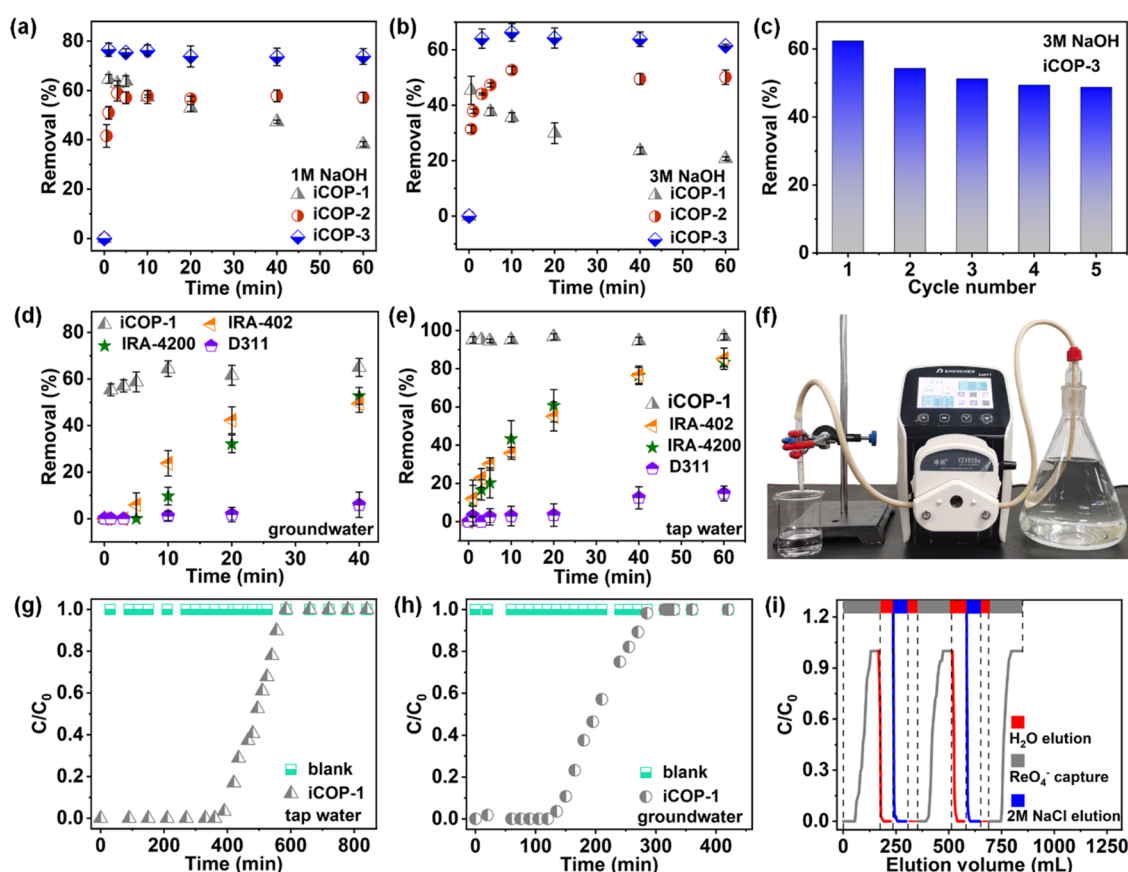 (a)
80
60
40
20
0
Removal (%)
1M NaOH
iCOP-1
iCOP-2
iCOP-3
0 10 20 30 40 50 60
Time (min)
(b)
80
60
40
20
0
Removal (%)
3M NaOH
iCOP-1
iCOP-2
iCOP-3
0 10 20 30 40 50 60
Time (min)
(c)
60
40
20
0
Removal (%)
3M NaOH
iCOP-3
1 2 3 4 5
Cycle number
(d)
80
60
40
20
0
Removal (%)
iCOP-1 IRA-402
IRA-4200 D311
groundwater
0 10 20 30 40
Time (min)
(e)
100
80
60
40
20
0
Removal (%)
iCOP-1
IRA-402
IRA-4200
D311
tap water
0 10 20 30 40 50 60
Time (min)
(f)
SHENCHEN
YZ1515x
(g)
1.0
0.8
0.6
0.4
0.2
0.0
C/C₀
blank
iCOP-1
tap water
0 200 400 600 800
Time (min)
(h)
1.0
0.8
0.6
0.4
0.2
0.0
C/C₀
blank
iCOP-1
groundwater
0 100 200 300 400
Time (min)
(i)
1.2
0.9
0.6
0.3
0.0
C/C₀
H₂O elution
ReO₄⁻ capture
2M NaCl elution
0 250 500 750 1000 1250
Elution volume (mL)